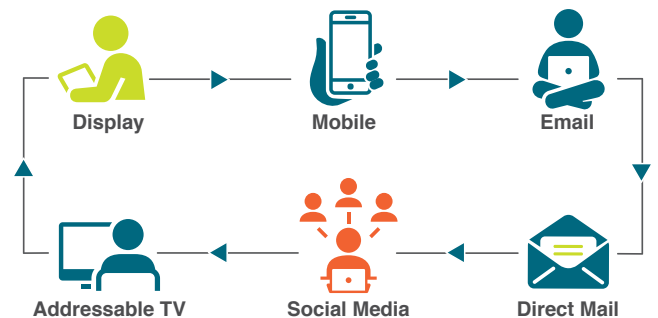 Display
Mobile
Email
Addressable TV
Social Media
Direct Mail